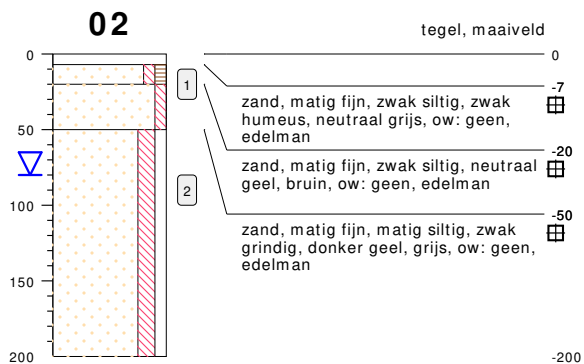 02
tegel, maaiveld
0
0
-7
1
zand, matig fijn, zwak siltig, zwak
humeus, neutraal grijs, ow: geen,
edelman
50
-20
zand, matig fijn, zwak siltig, neutraal
geel, bruin, ow: geen, edelman
2
100
-50
zand, matig fijn, matig siltig, zwak
grindig, donker geel, grijs, ow: geen,
edelman
150
200
-200